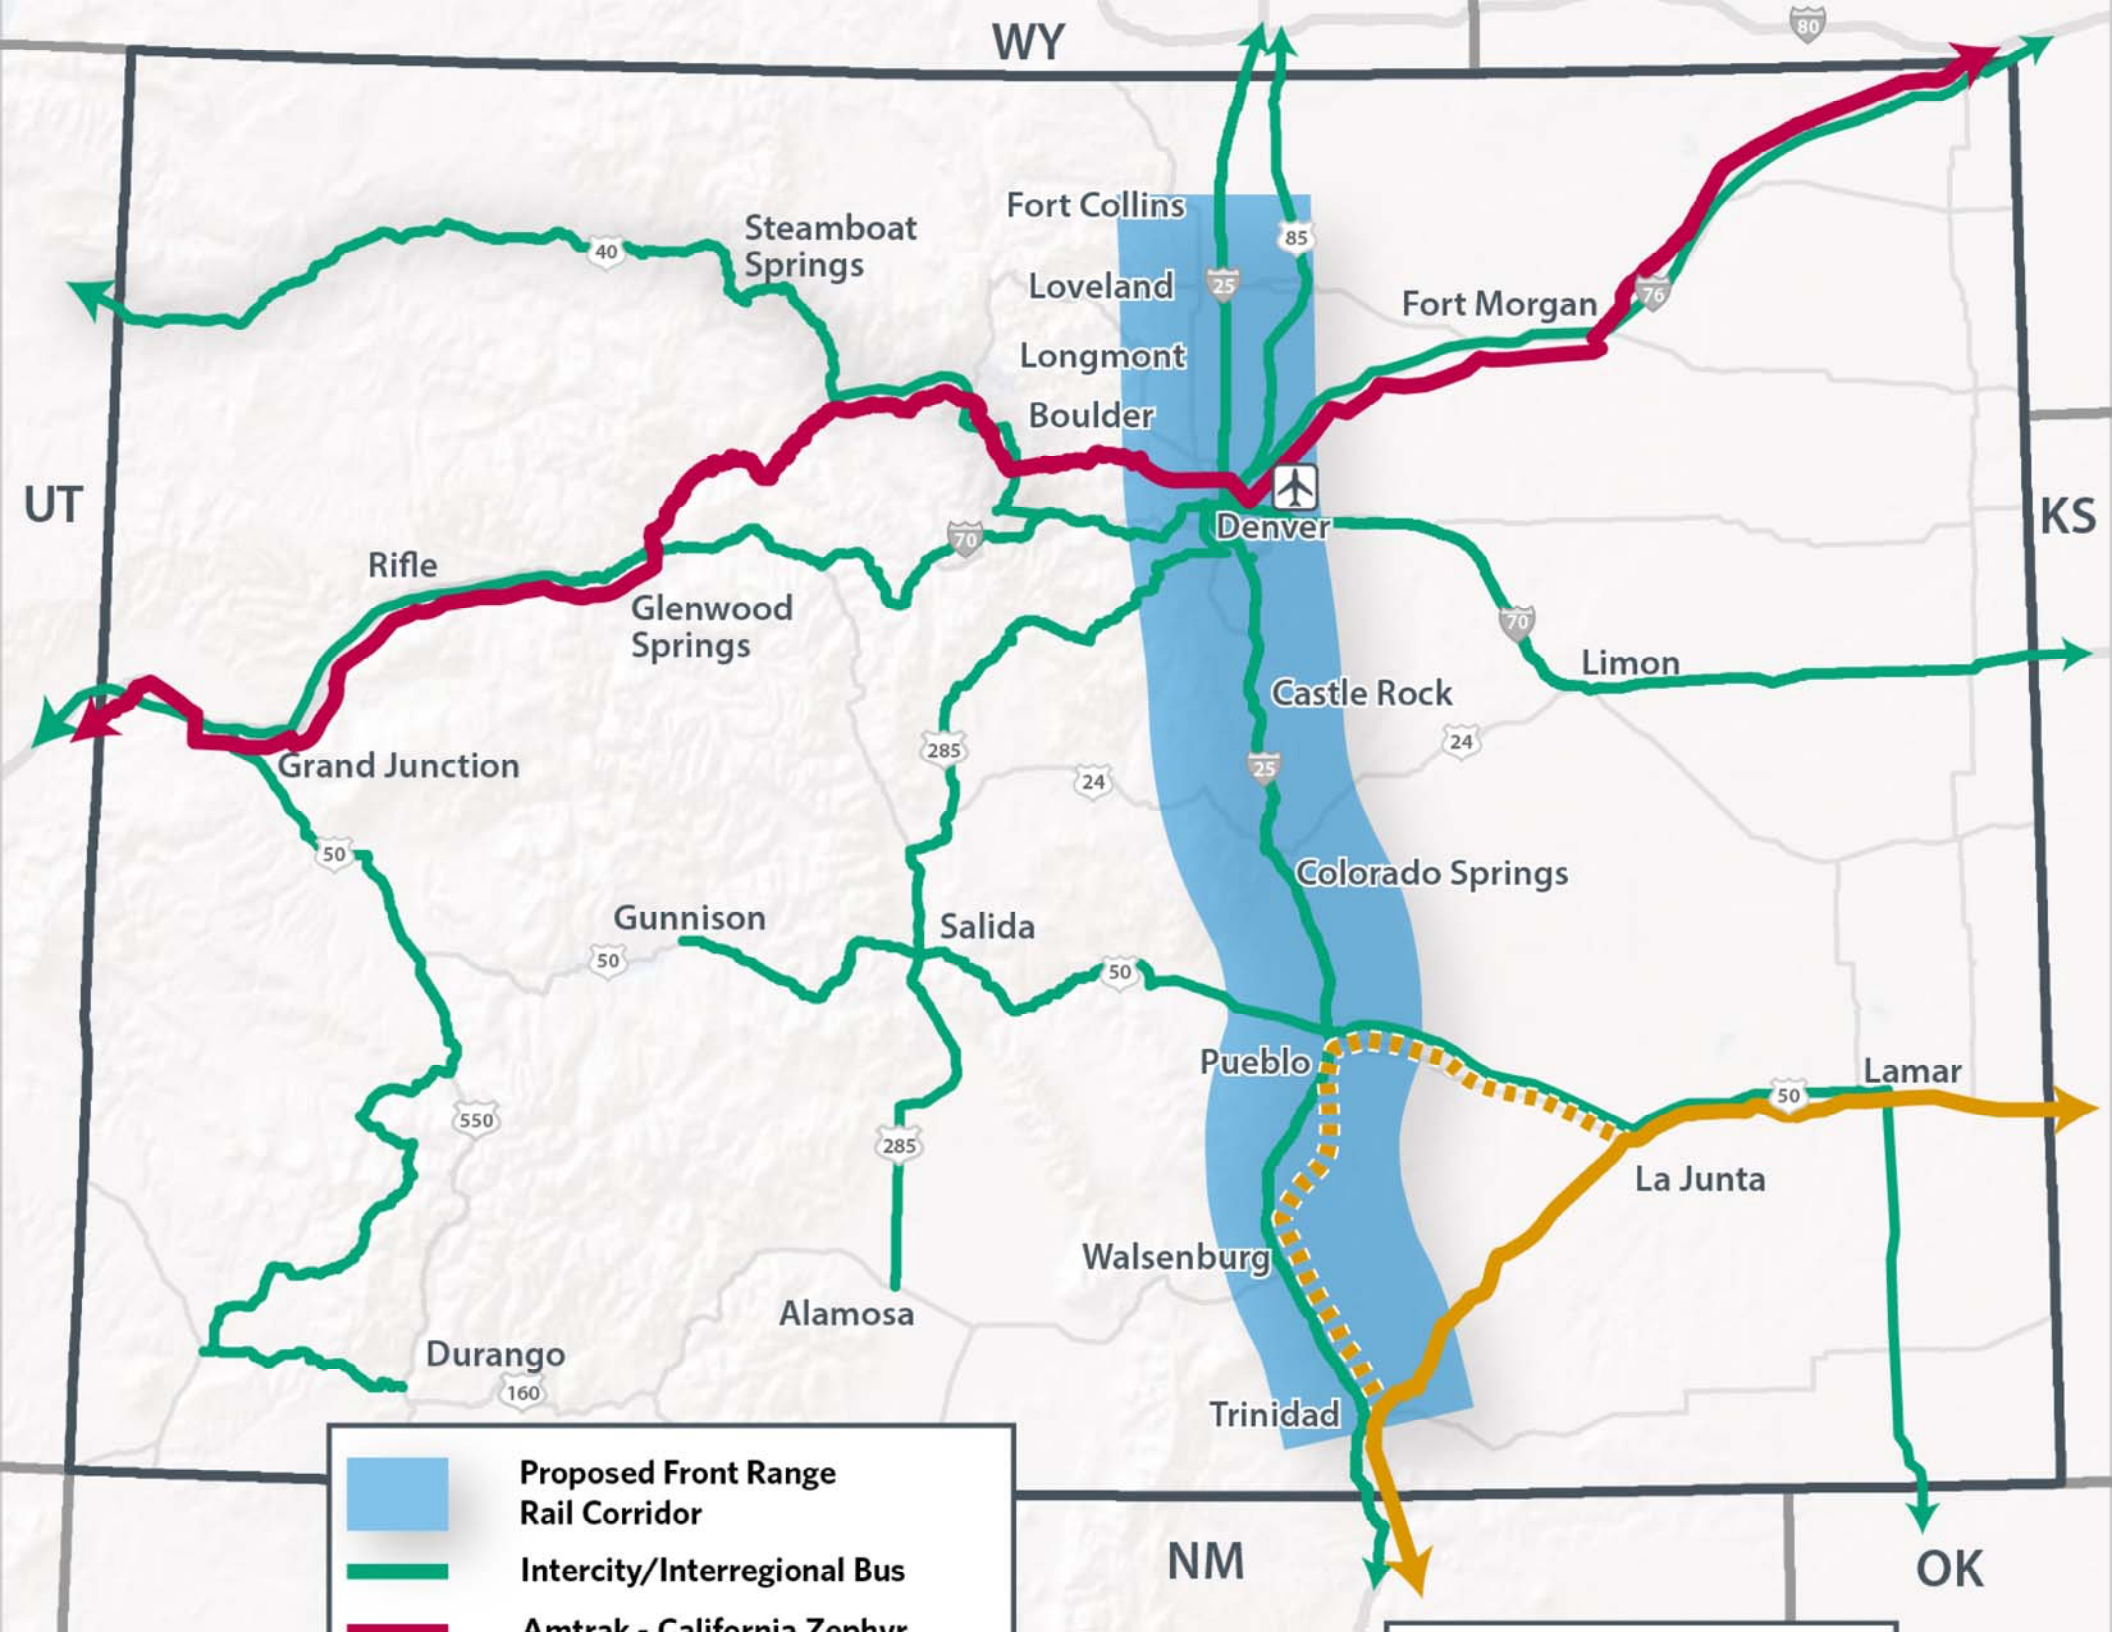 WY
80
Fort Collins
Steamboat
Springs
85
40
Loveland
25
76
Fort Morgan
Longmont
Boulder
UT
KS
Denver
70
Rifle
Glenwood
Springs
70
Limon
Castle Rock
285
24
24
25
Grand Junction
50
Colorado Springs
Gunnison
Salida
50
50
Pueblo
Lamar
50
550
285
La Junta
Walsenburg
Alamosa
Durango
160
Trinidad
Proposed Front Range
Rail Corridor
NM
OK
Intercity/Interregional Bus
Amtrak - California Zephyr